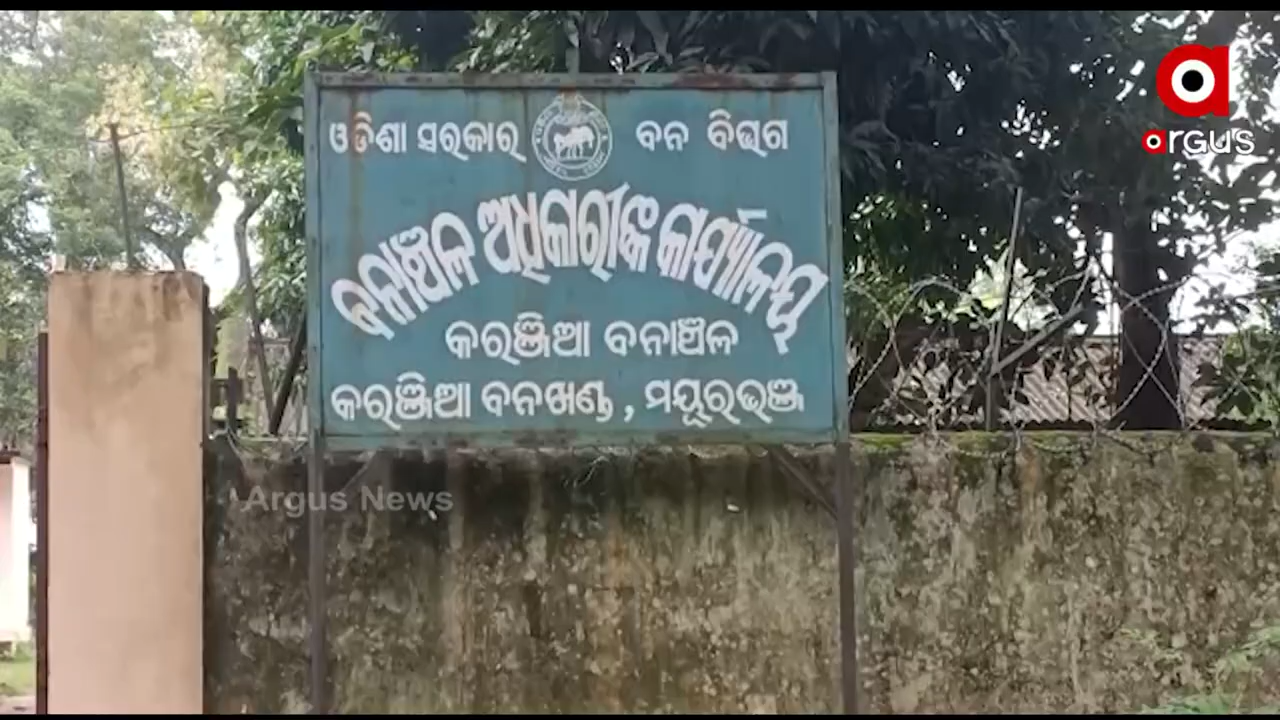 ଓଡିଶା ସରକାର ବନ ବିଭାଗ
ବନାଞ୍ଚଳ ଅଧିକାରୀଙ୍କ କାର୍ଯ୍ୟାଳୟ
କରଞ୍ଜିଆ ବନାଞ୍ଚଳ
କରଞ୍ଜିଆ ବନଖଣ୍ଡ , ମୟୂରଭଞ୍ଜ
argus
Argus News